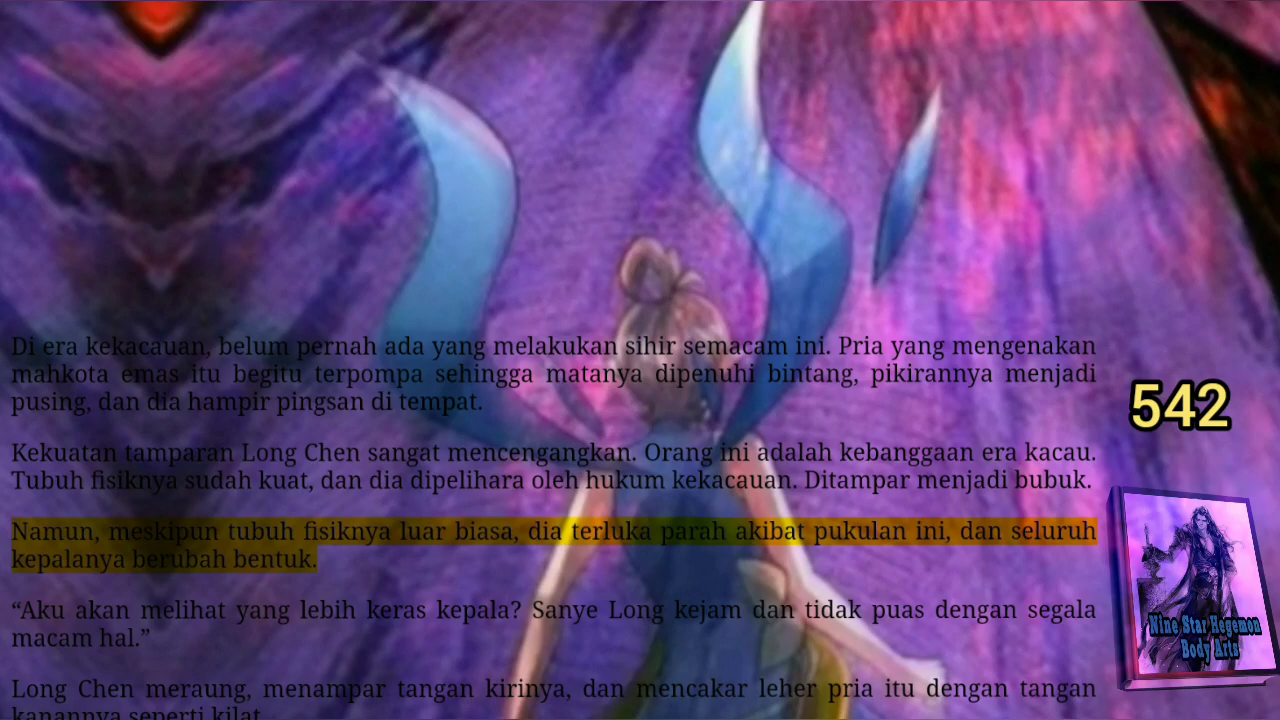 Di era kekacauan, belum pernah ada yang melakukan sihir semacam ini. Pria yang mengenakan
mahkota emas itu begitu terpompa sehingga matanya dipenuhi bintang, pikirannya menjadi
pusing, dan dia hampir pingsan di tempat.
Kekuatan tamparan Long Chen sangat mencengangkan. Orang ini adalah kebanggaan era kacau.
Tubuh fisiknya sudah kuat, dan dia dipelihara oleh hukum kekacauan. Ditampar menjadi bubuk.
Namun, meskipun tubuh fisiknya luar biasa, dia terluka parah akibat pukulan ini, dan seluruh
kepalanya berubah bentuk.
“Aku akan melihat yang lebih keras kepala? Sanye Long kejam dan tidak puas dengan segala
macam hal.”
Long Chen meraung, menampar tangan kirinya, dan mencakar leher pria itu dengan tangan
kanannya seperti kilat
542
Nine Star Hegemon
Body Arts